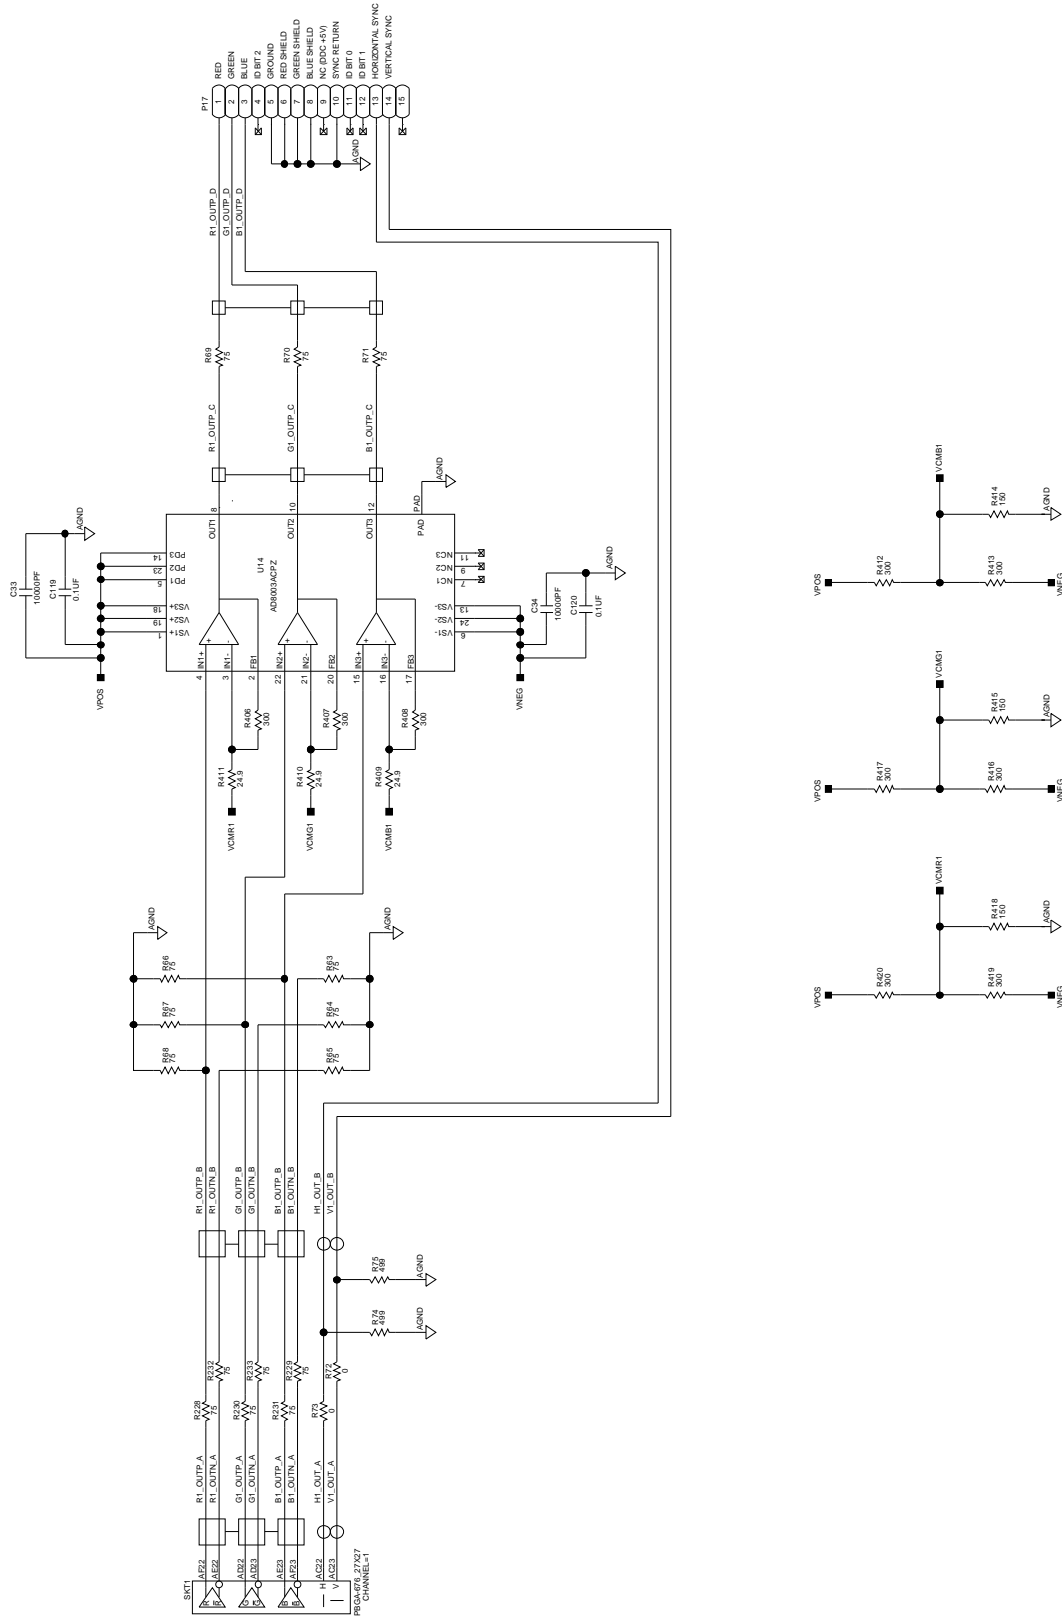 P17
1 RED
2 GREEN
3 BLUE
4 ID BIT 2
5 GROUND
6 RED SHIELD
7 GREEN SHIELD
8 BLUE SHIELD
9 NC (DDC +5V)
10 SYNC RETURN
11 ID BIT 0
12 ID BIT 1
13 HORIZONTAL SYNC
14 VERTICAL SYNC
15
AGND
R1_OUTP_D
G1_OUTP_D
B1_OUTP_D
R69
75
R70
75
R71
75
R1_OUTP_C
G1_OUTP_C
B1_OUTP_C
C33
10000PF
C119
0.1UF
AGND
VPOS
PD3
14
PD2
23
PD1
5
VS3+
18
VS2+
19
VS1+
1
OUT1
8
OUT2
10
OUT3
12
PAD
PAD
AGND
U14
AD8003ACPZ
NC3
11
NC2
9
NC1
7
VS3-
13
VS2-
24
VS1-
6
C34
10000PF
C120
0.1UF
AGND
VNEG
4 IN1+
3 IN1-
2 FB1
22 IN2+
21 IN2-
20 FB2
15 IN3+
16 IN3-
17 FB3
R406
300
R407
300
R408
300
R411
24.9
R410
24.9
R409
24.9
VCMR1
VCMG1
VCMB1
AGND
R66
75
R67
75
R68
75
AGND
R63
75
R64
75
R65
75
R1_OUTP_B
R1_OUTN_B
G1_OUTP_B
G1_OUTN_B
B1_OUTP_B
B1_OUTN_B
H1_OUT_B
V1_OUT_B
R75
499
AGND
R74
499
AGND
R232
75
R233
75
R229
75
R72
0
R228
75
R230
75
R231
75
R73
0
R1_OUTP_A
R1_OUTN_A
G1_OUTP_A
G1_OUTN_A
B1_OUTP_A
B1_OUTN_A
H1_OUT_A
V1_OUT_A
SKT1
AF22
AE22
AD22
AD23
AE23
AF23
AC22
AC23
R
R
G
G
B
B
H
V
PBGA-676_27X27
CHANNEL=1
VPOS
R412
300
VCMB1
R414
150
AGND
R413
300
VNEG
VPOS
R417
300
VCMG1
R415
150
AGND
R416
300
VNEG
VPOS
R420
300
VCMR1
R418
150
AGND
R419
300
VNEG